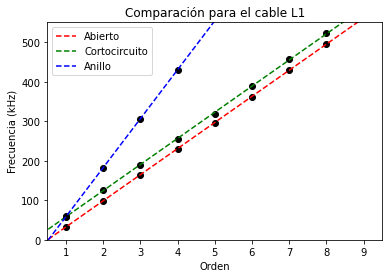 Comparación para el cable L1
Abierto
Cortocircuito
Anillo
Frecuencia (kHz)
500
400
300
200
100
0
1 2 3 4 5 6 7 8 9
Orden